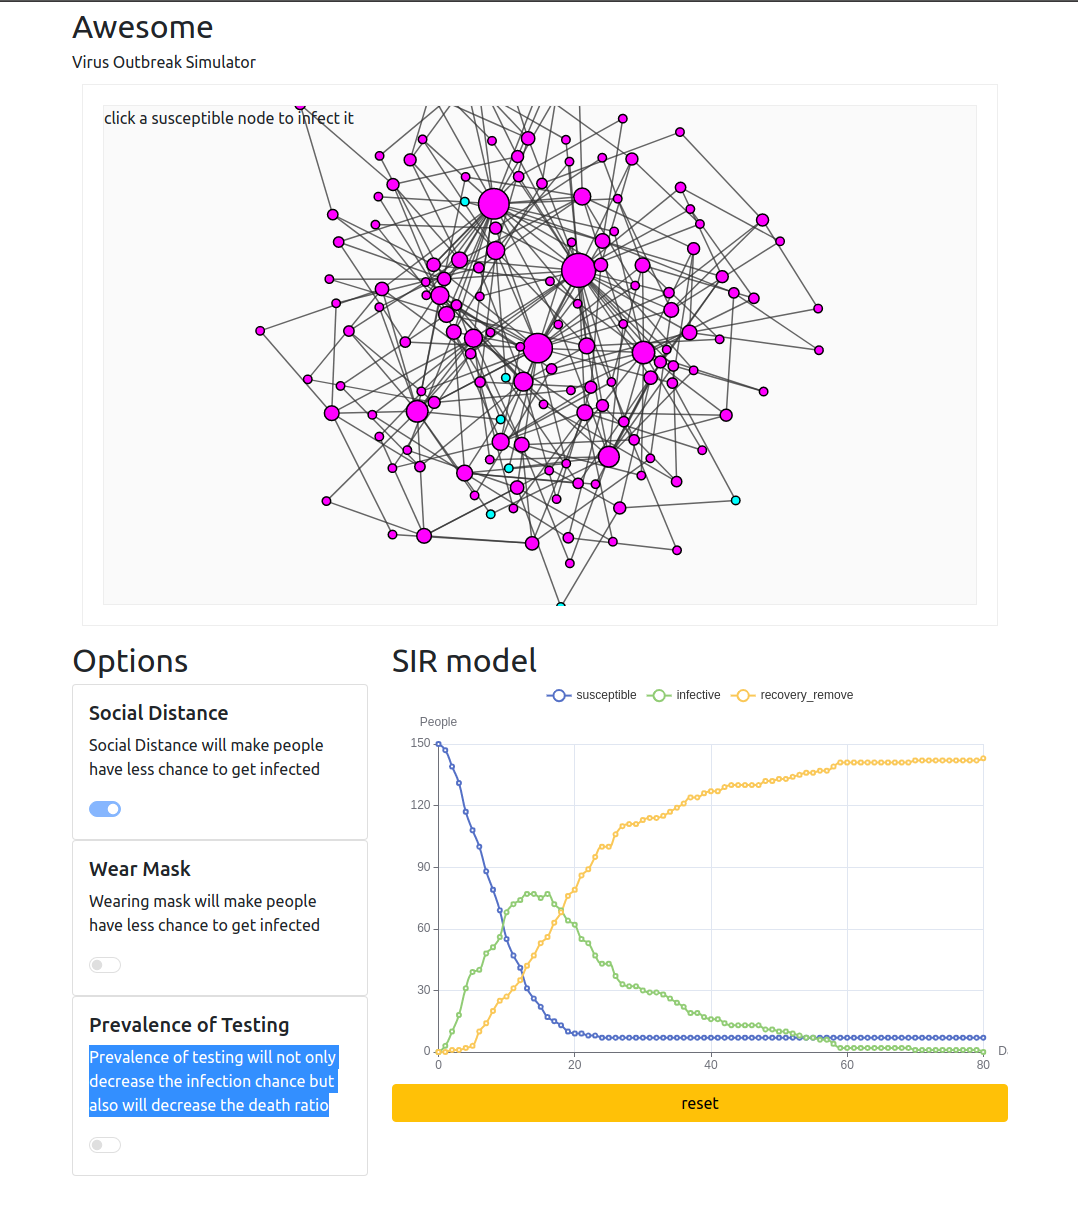 Awesome
Virus Outbreak Simulator
click a susceptible node to infect it
Options
Social Distance
Social Distance will make people
have less chance to get infected
Wear Mask
Wearing mask will make people
have less chance to get infected
Prevalence of Testing
Prevalence of testing will not only
decrease the infection chance but
also will decrease the death ratio
SIR model
susceptible infective recovery_remove
People
150
120
90
60
30
0
0 20 40 60 80
D
reset